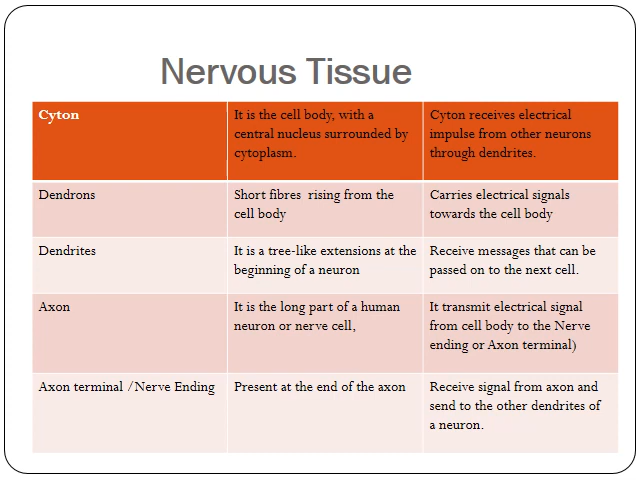 Nervous Tissue
Cyton
It is the cell body, with a
central nucleus surrounded by
cytoplasm.
Cyton receives electrical
impulse from other neurons
through dendrites.
Dendrons
Short fibres rising from the
cell body
Carries electrical signals
towards the cell body
Dendrites
It is a tree-like extensions at the
beginning of a neuron
Receive messages that can be
passed on to the next cell.
Axon
It is the long part of a human
neuron or nerve cell,
It transmit electrical signal
from cell body to the Nerve
ending or Axon terminal)
Axon terminal /Nerve Ending
Present at the end of the axon
Receive signal from axon and
send to the other dendrites of
a neuron.